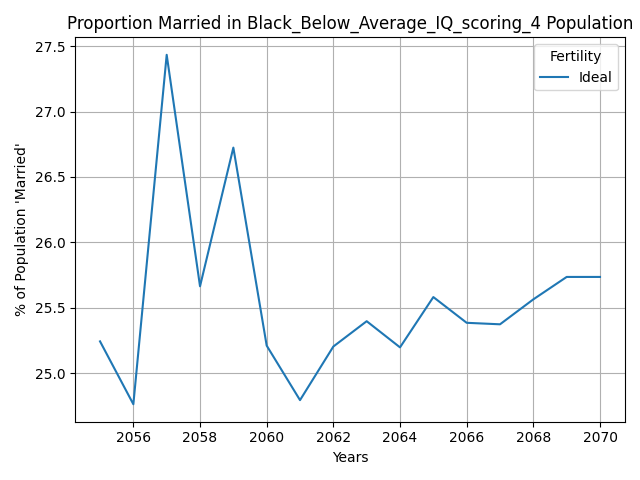 Proportion Married in Black_Below_Average_IQ_scoring_4 Population
27.5
27.0
26.5
26.0
25.5
25.0
% of Population 'Married'
Fertility
Ideal
2056 2058 2060 2062 2064 2066 2068 2070
Years